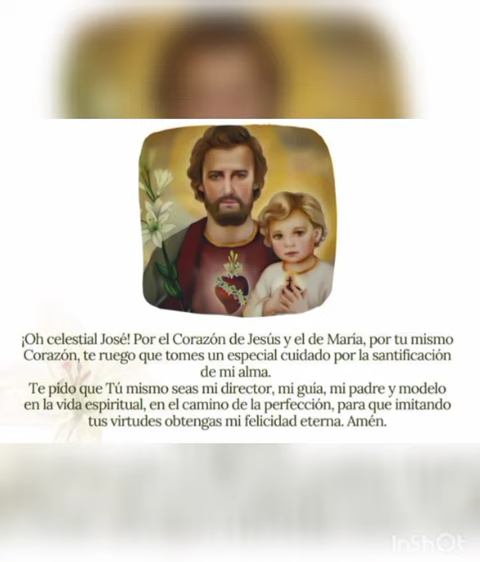 ¡Oh celestial José! Por el Corazón de Jesús y el de María, por tu mismo
Corazón, te ruego que tomes un especial cuidado por la santificación
de mi alma.
Te pido que Tú mismo seas mi director, mi guía, mi padre y modelo
en la vida espiritual, en el camino de la perfección, para que imitando
tus virtudes obtengas mi felicidad eterna. Amén.
InShOt